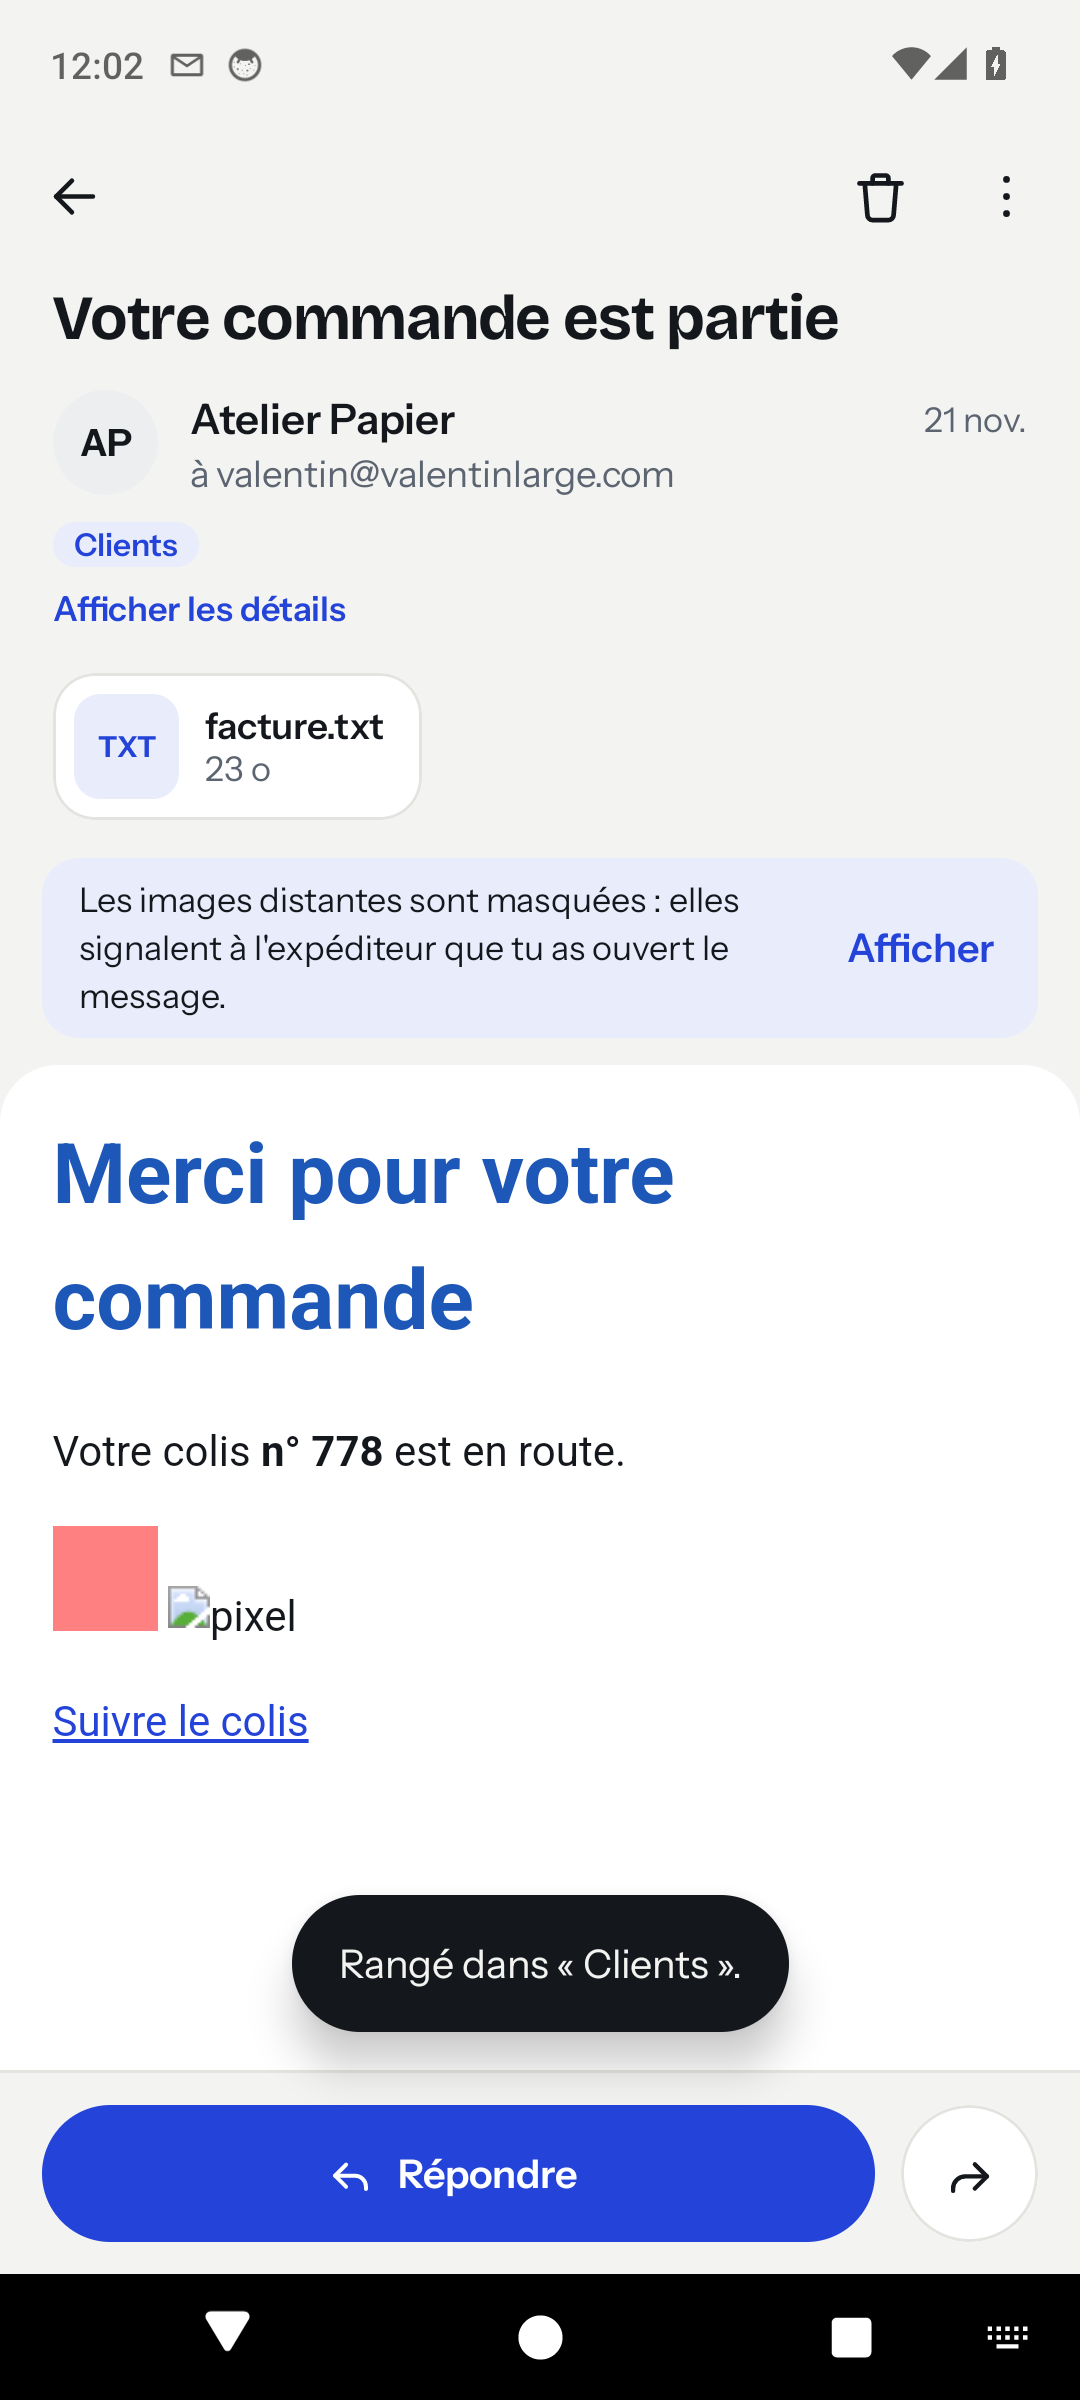 12:02
Votre commande est partie
AP
Atelier Papier
21 nov.
à valentin@valentinlarge.com
Clients
Afficher les détails
TXT
facture.txt
23 o
Les images distantes sont masquées : elles
signalent à l'expéditeur que tu as ouvert le
message.
Afficher
Merci pour votre
commande
Votre colis n° 778 est en route.
pixel
Suivre le colis
Rangé dans « Clients ».
Répondre